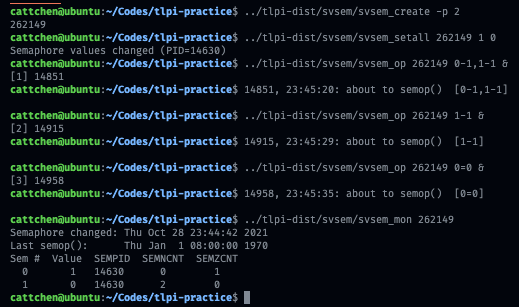 cattchen@ubuntu:~/Codes/tlpi-practice$ ../tlpi-dist/svsem/svsem_create -p 2
262149
cattchen@ubuntu:~/Codes/tlpi-practice$ ../tlpi-dist/svsem/svsem_setall 262149 1 0
Semaphore values changed (PID=14630)
cattchen@ubuntu:~/Codes/tlpi-practice$ ../tlpi-dist/svsem/svsem_op 262149 0-1,1-1 &
[1] 14851
cattchen@ubuntu:~/Codes/tlpi-practice$ 14851, 23:45:20: about to semop()  [0-1,1-1]
cattchen@ubuntu:~/Codes/tlpi-practice$ ../tlpi-dist/svsem/svsem_op 262149 1-1 &
[2] 14915
cattchen@ubuntu:~/Codes/tlpi-practice$ 14915, 23:45:29: about to semop()  [1-1]
cattchen@ubuntu:~/Codes/tlpi-practice$ ../tlpi-dist/svsem/svsem_op 262149 0=0 &
[3] 14958
cattchen@ubuntu:~/Codes/tlpi-practice$ 14958, 23:45:35: about to semop()  [0=0]
cattchen@ubuntu:~/Codes/tlpi-practice$ ../tlpi-dist/svsem/svsem_mon 262149
Semaphore changed: Thu Oct 28 23:44:42 2021
Last semop():      Thu Jan  1 08:00:00 1970
Sem #  Value  SEMPID  SEMNCNT  SEMZCNT
  0       1   14630      0        1
  1       0   14630      2        0
cattchen@ubuntu:~/Codes/tlpi-practice$